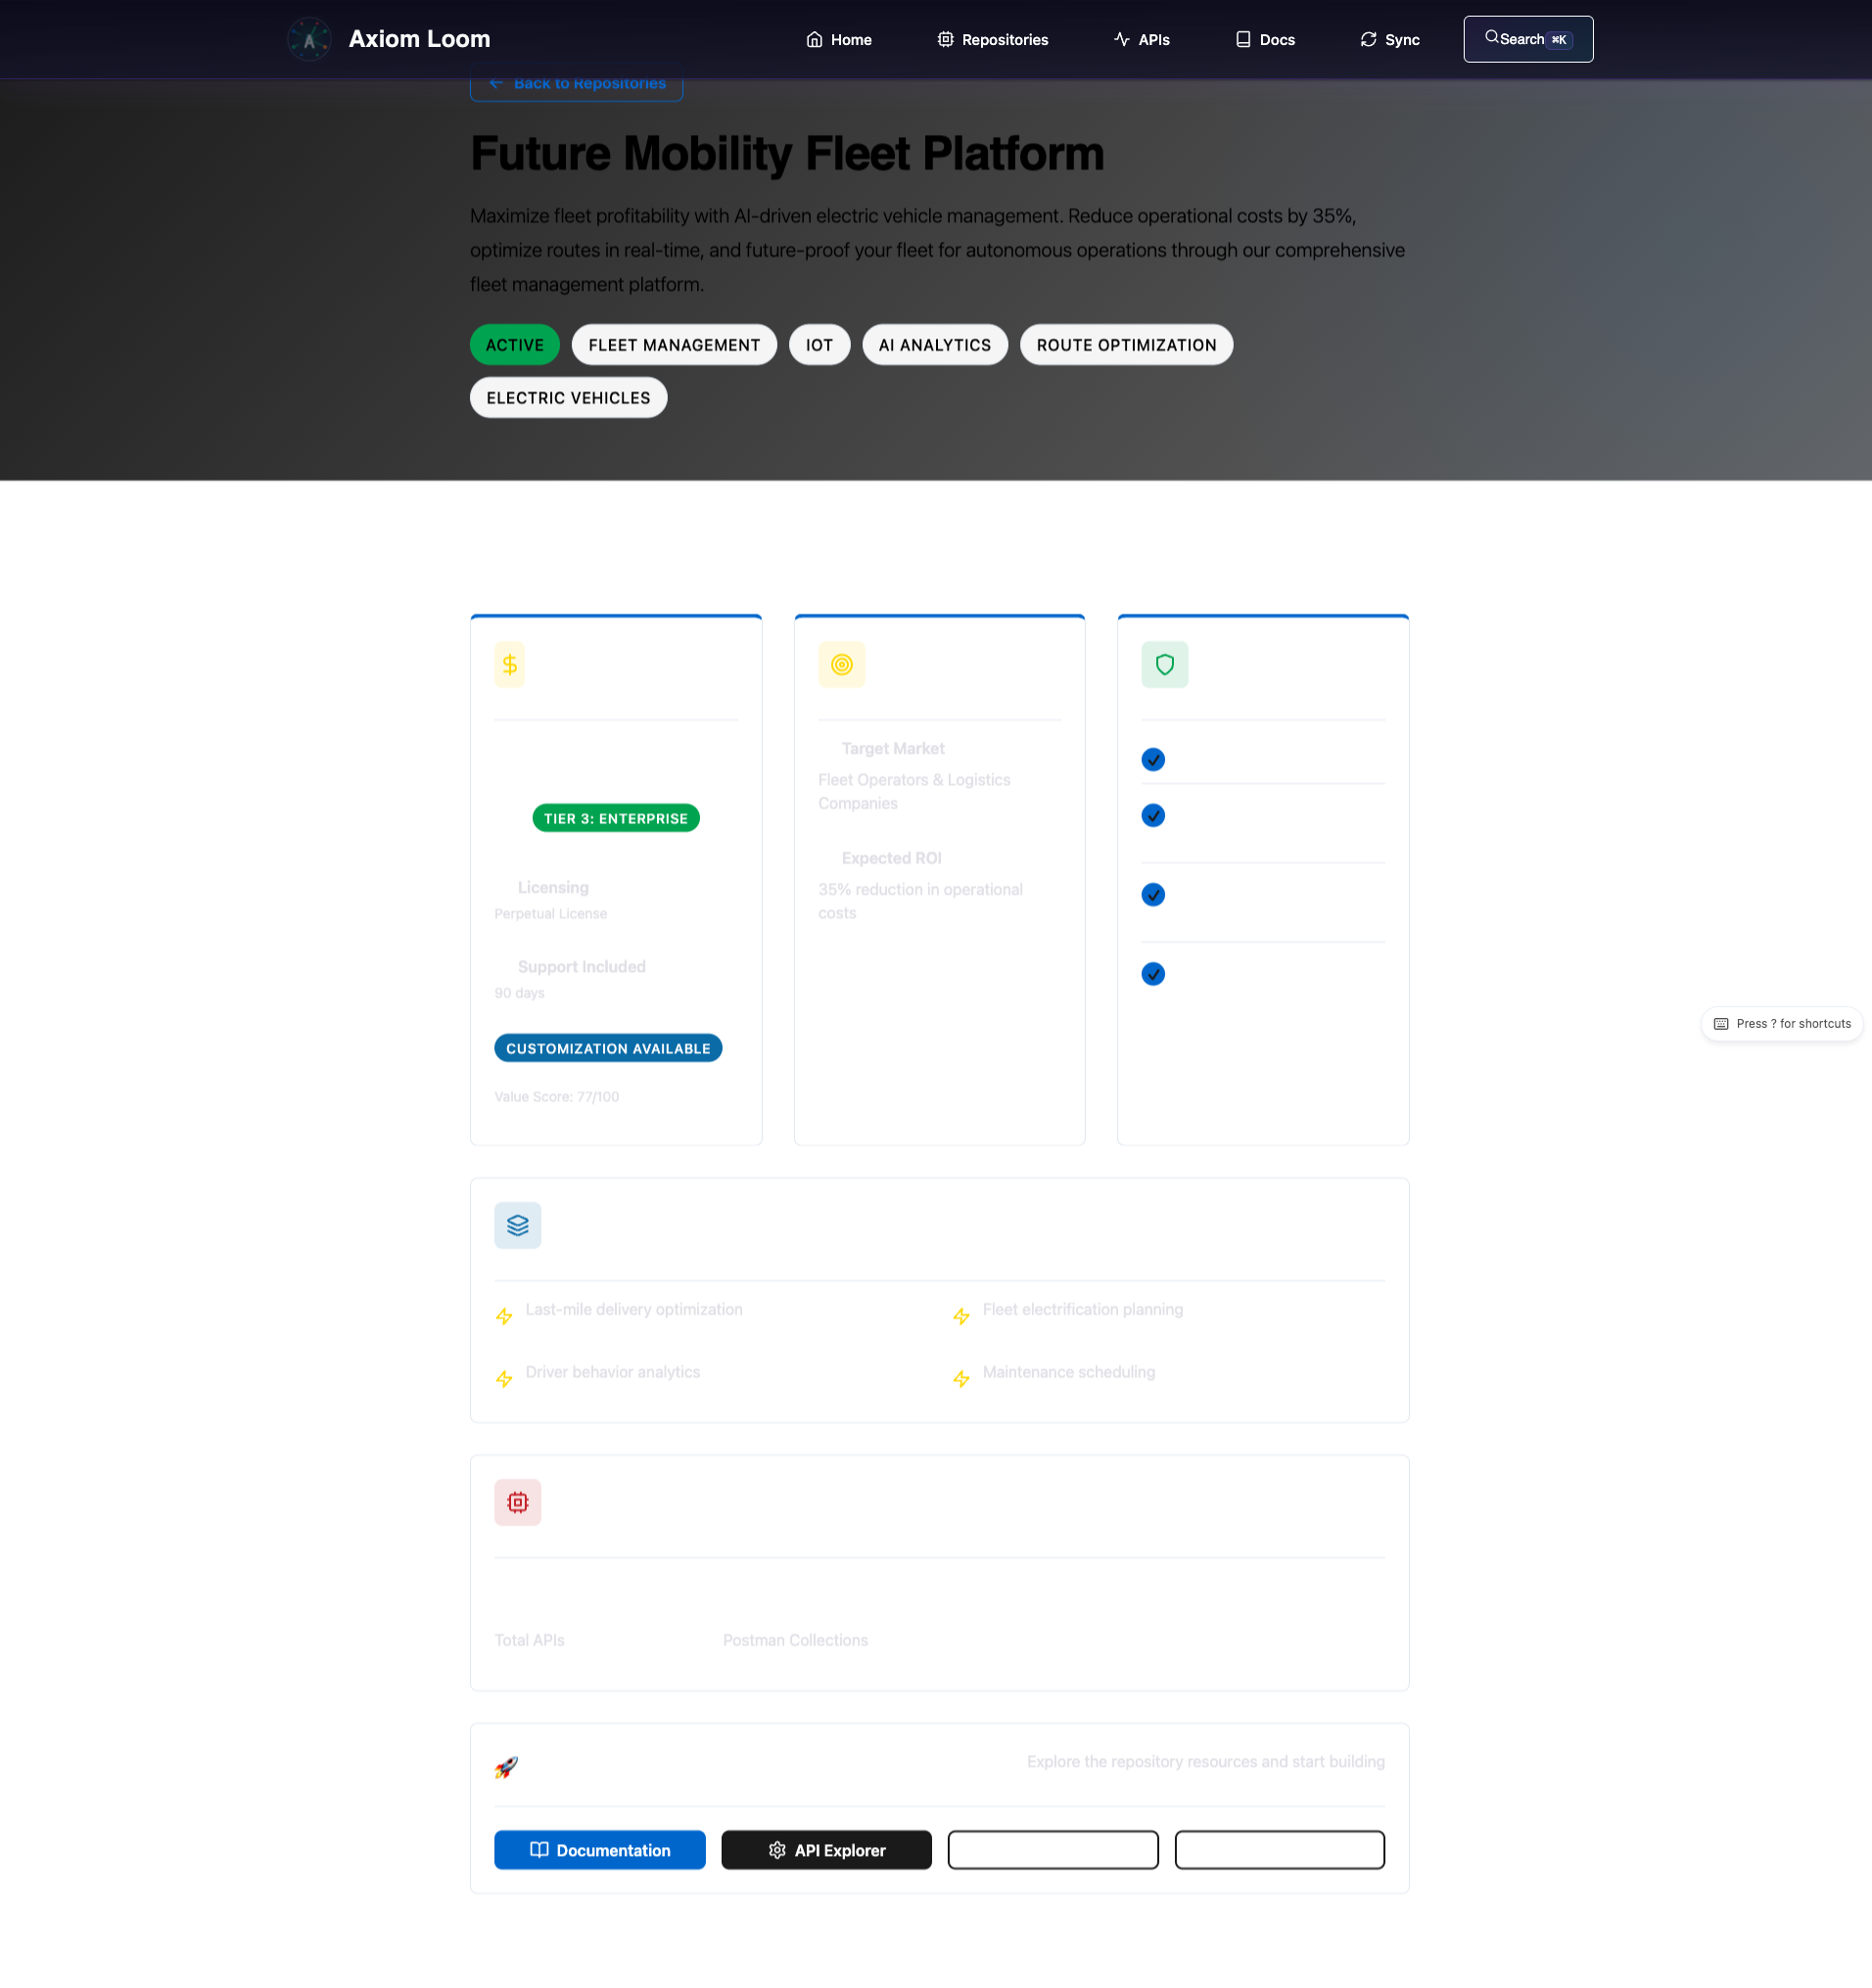 A
Axiom Loom
Home
Repositories
APIs
Docs
Sync
Search ⌘K
Back to Repositories
Future Mobility Fleet Platform
Maximize fleet profitability with AI-driven electric vehicle management. Reduce operational costs by 35%,
optimize routes in real-time, and future-proof your fleet for autonomous operations through our comprehensive
fleet management platform.
ACTIVE
FLEET MANAGEMENT
IOT
AI ANALYTICS
ROUTE OPTIMIZATION
ELECTRIC VEHICLES
TIER 3: ENTERPRISE
Licensing
Perpetual License
Support Included
90 days
CUSTOMIZATION AVAILABLE
Value Score: 77/100
Target Market
Fleet Operators & Logistics
Companies
Expected ROI
35% reduction in operational
costs
Press ? for shortcuts
Last-mile delivery optimization
Fleet electrification planning
Driver behavior analytics
Maintenance scheduling
Total APIs
Postman Collections
Explore the repository resources and start building
Documentation
API Explorer